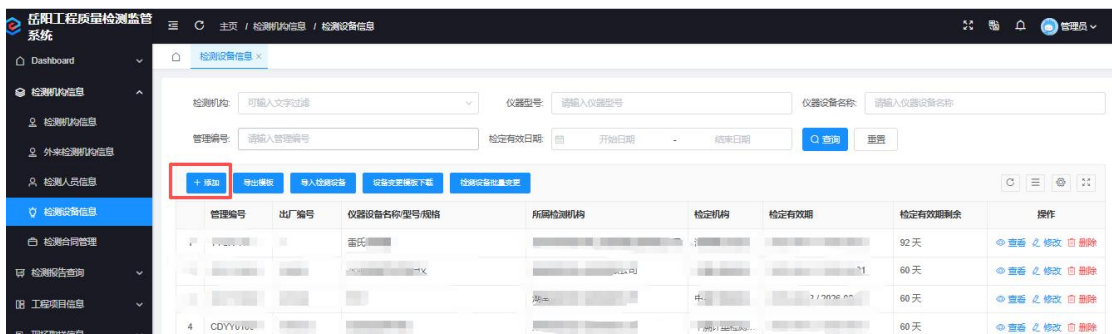 岳阳工程质量检测监管
系统
主页 / 检测机构信息 / 检测设备信息
管理员
Dashboard
检测设备信息 ×
检测机构信息
检测机构: 可输入文字过滤 仪器型号: 请输入仪器型号 仪器设备名称: 请输入仪器设备名称
检测机构信息
管理编号: 请输入管理编号 检定有效日期: 开始日期 - 结束日期 查询 重置
外来检测机构信息
检测人员信息
+ 添加 导出模板 导入检测设备 设备变更模板下载 检测设备批量变更
检测设备信息
管理编号 出厂编号 仪器设备名称/型号/规格 所属检测机构 检定机构 检定有效期 检定有效期剩余 操作
检测合同管理
雷氏 92 天 查看 修改 删除
检测报告查询
60 天 查看 修改 删除
工程项目信息
60 天 查看 修改 删除
4 60 天 查看 修改 删除